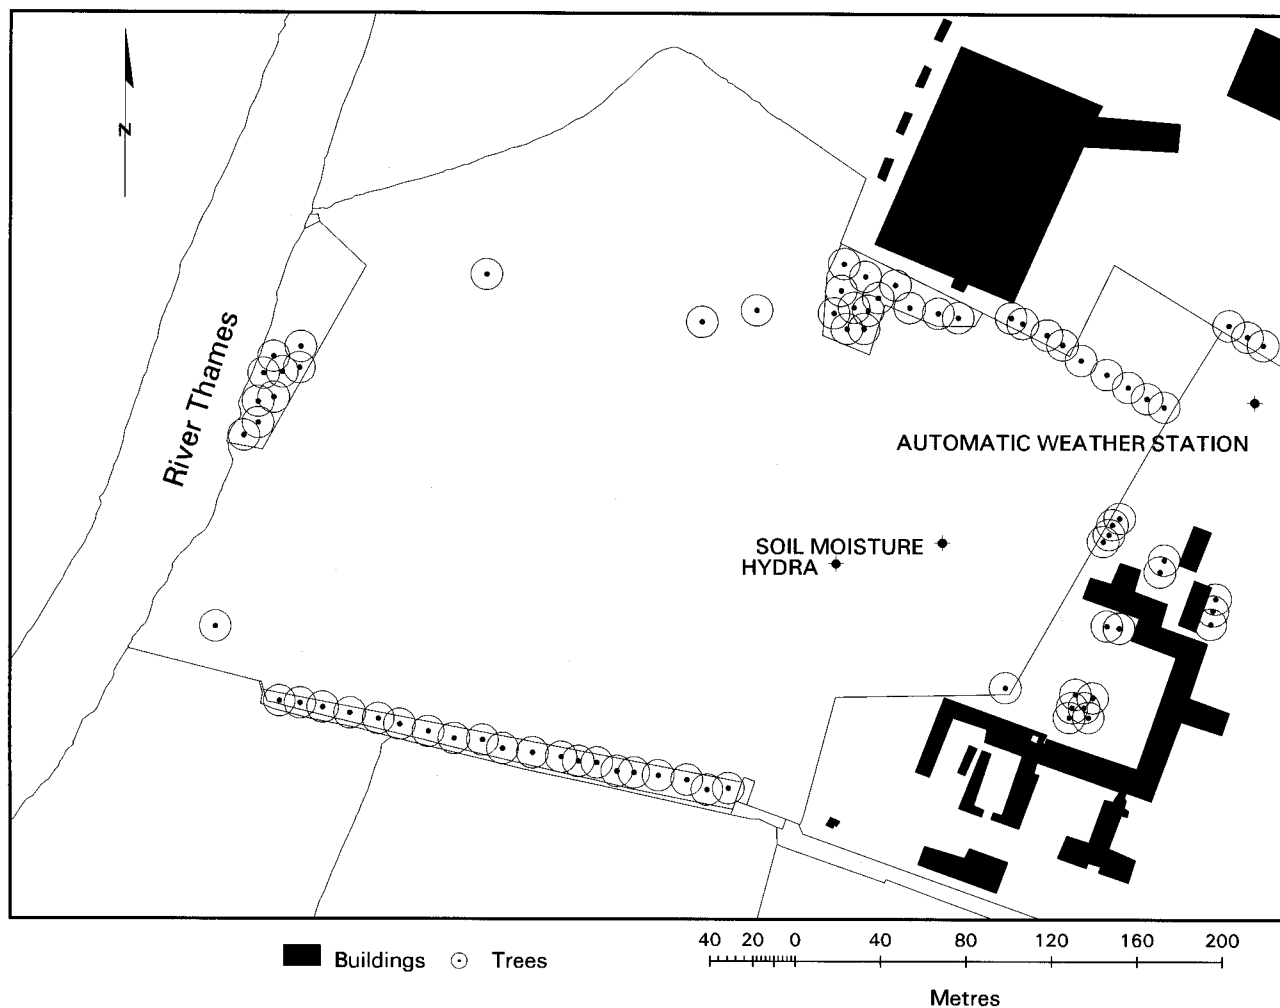 N
River Thames
AUTOMATIC WEATHER STATION
SOIL MOISTURE
HYDRA
Buildings Trees
40 20 0 40 80 120 160 200
Metres